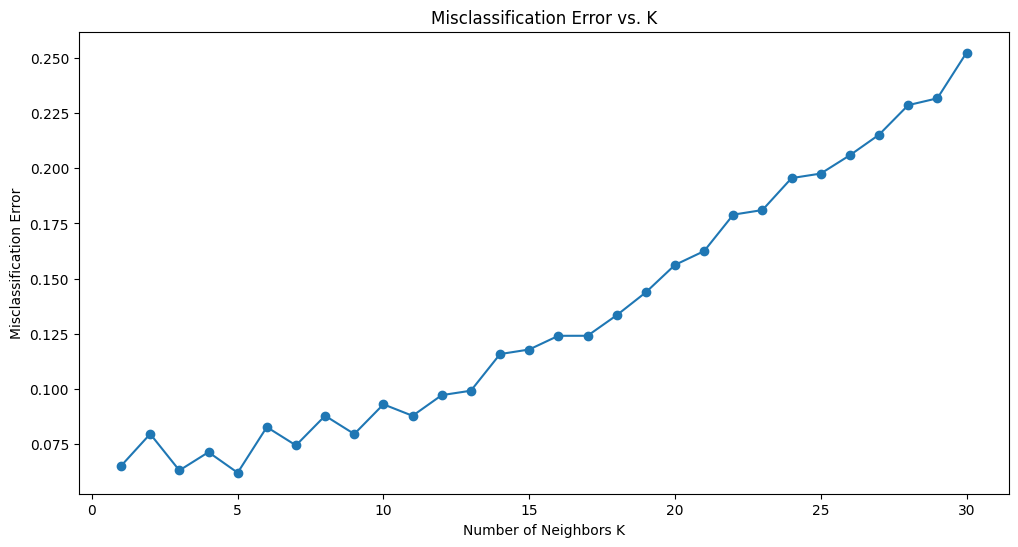 Misclassification Error vs. K
Misclassification Error
0.250
0.225
0.200
0.175
0.150
0.125
0.100
0.075
0 5 10 15 20 25 30
Number of Neighbors K